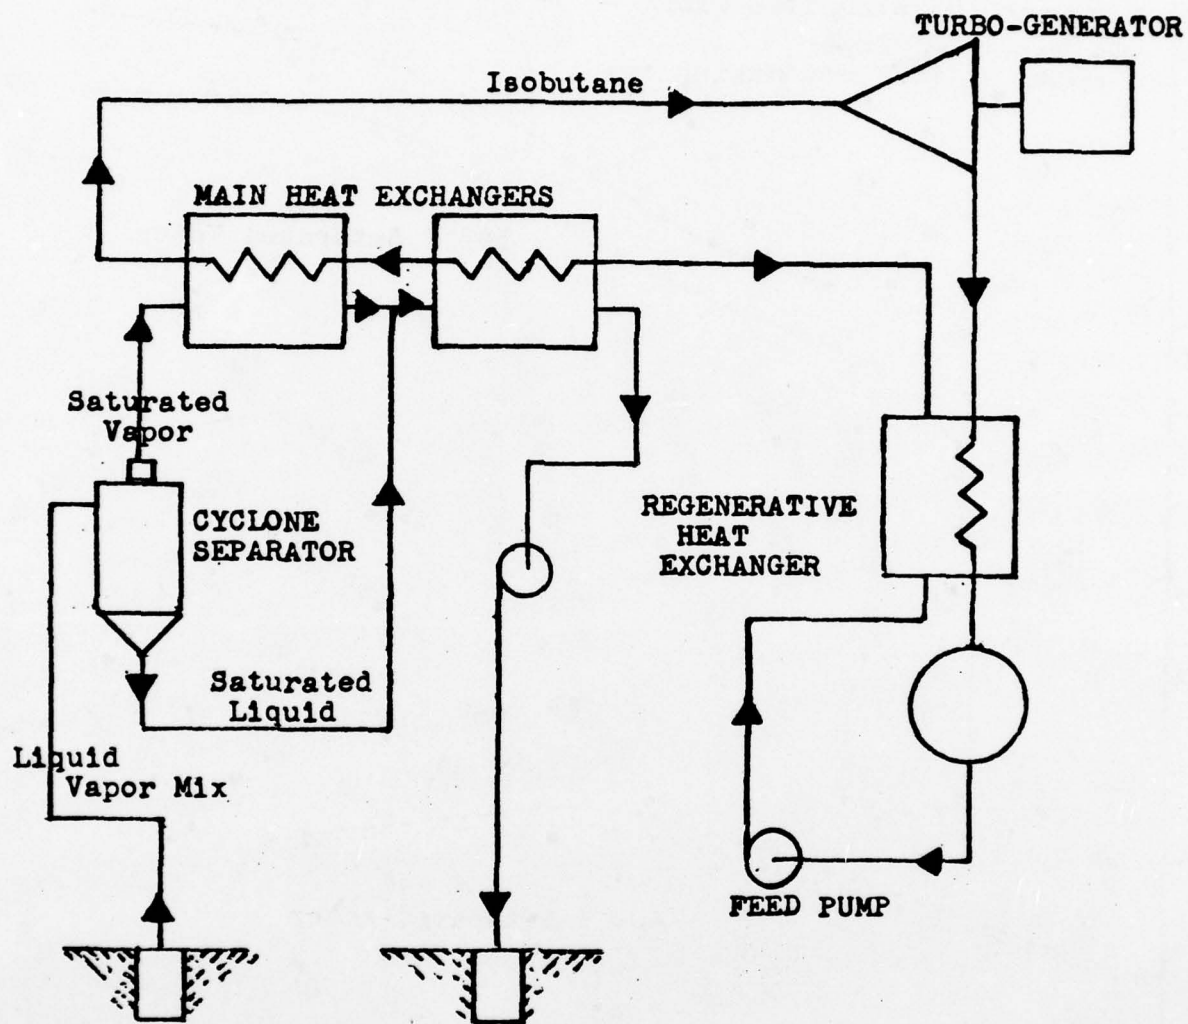 TURBO-GENERATOR
Isobutane
MAIN HEAT EXCHANGERS
Saturated
Vapor
CYCLONE
SEPARATOR
REGENERATIVE
HEAT
EXCHANGER
Saturated
Liquid
Liquid
Vapor Mix
FEED PUMP